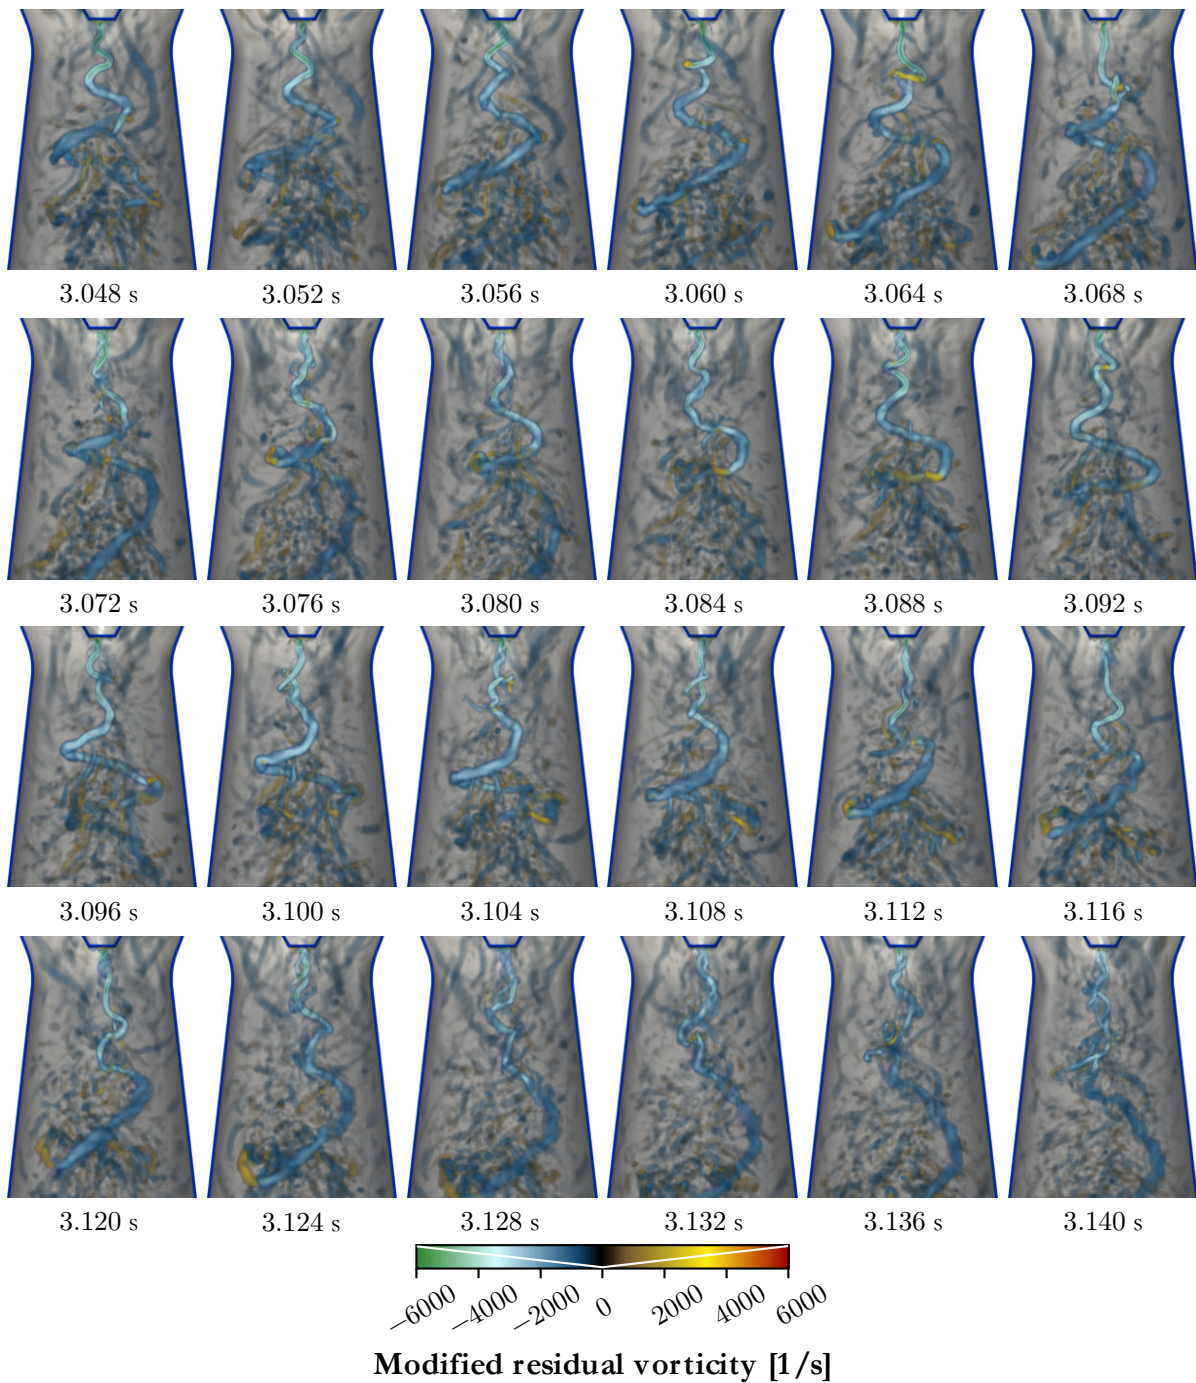 3.048 s 3.052 s 3.056 s 3.060 s 3.064 s 3.068 s
3.072 s 3.076 s 3.080 s 3.084 s 3.088 s 3.092 s
3.096 s 3.100 s 3.104 s 3.108 s 3.112 s 3.116 s
3.120 s 3.124 s 3.128 s 3.132 s 3.136 s 3.140 s
−6000 −4000 −2000 0 2000 4000 6000
Modified residual vorticity [1/s]